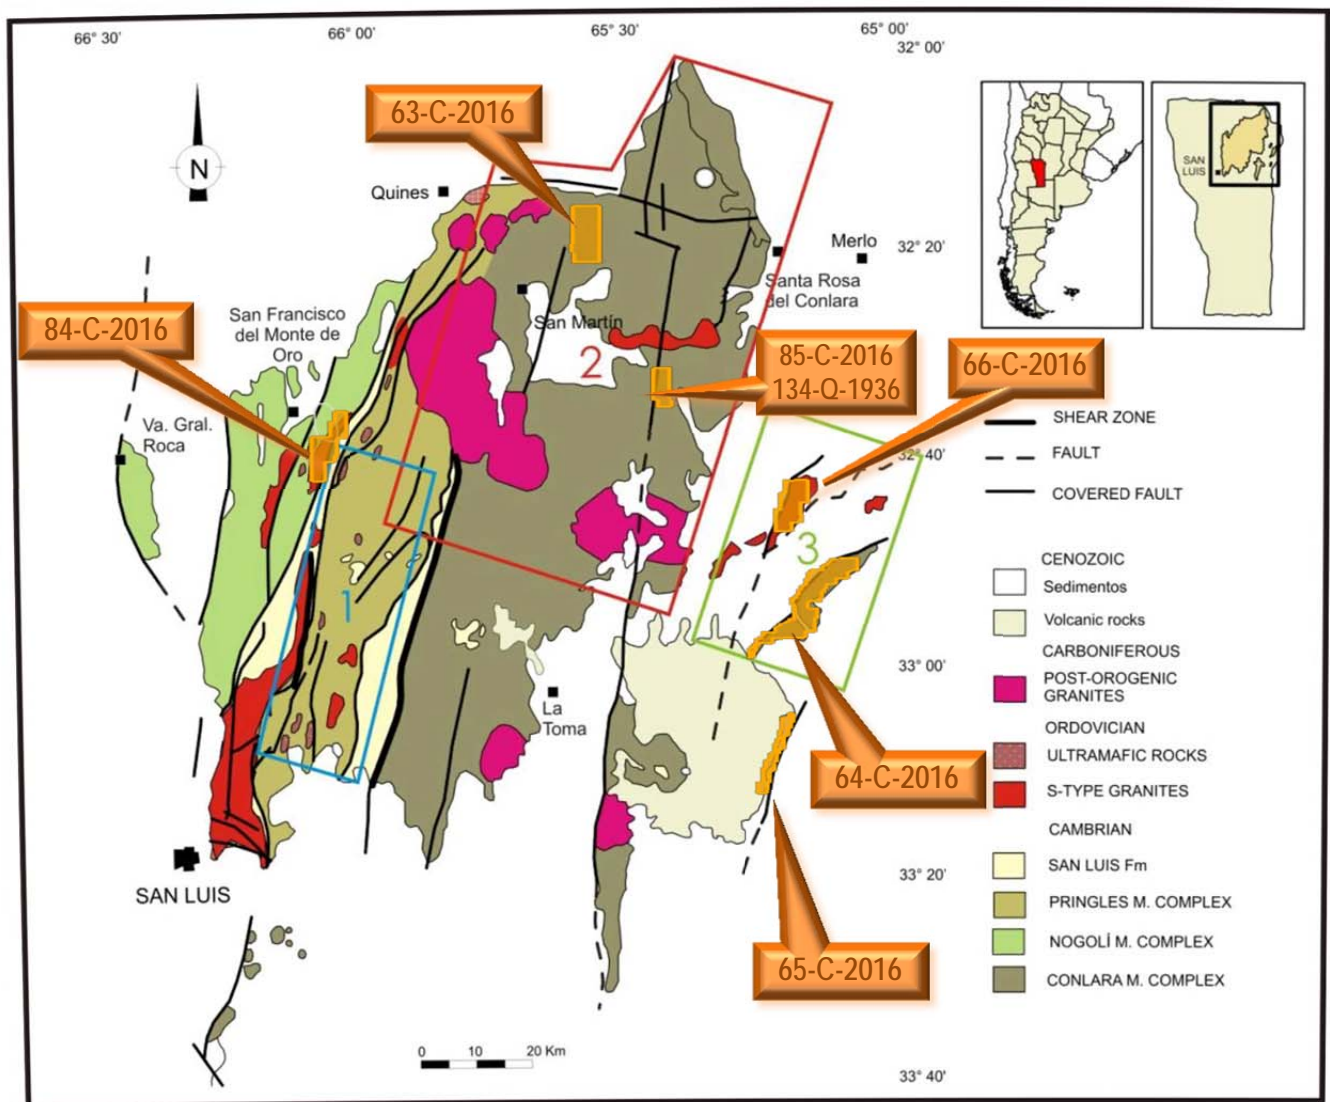 66° 30'
66° 00'
65° 30'
65° 00'
32° 00'
63-C-2016
N
Quines
SAN
LUIS
Merlo
32° 20'
Santa Rosa
del Conlara
San Francisco
del Monte de
Oro
84-C-2016
San Martín
2
85-C-2016
134-Q-1936
66-C-2016
Va. Gral.
Roca
32° 40'
SHEAR ZONE
FAULT
COVERED FAULT
3
1
CENOZOIC
Sedimentos
Volcanic rocks
CARBONIFEROUS
POST-OROGENIC
GRANITES
ORDOVICIAN
ULTRAMAFIC ROCKS
S-TYPE GRANITES
CAMBRIAN
SAN LUIS Fm
PRINGLES M. COMPLEX
NOGOLÍ M. COMPLEX
CONLARA M. COMPLEX
33° 00'
La
Toma
64-C-2016
33° 20'
SAN LUIS
65-C-2016
0 10 20 Km
33° 40'